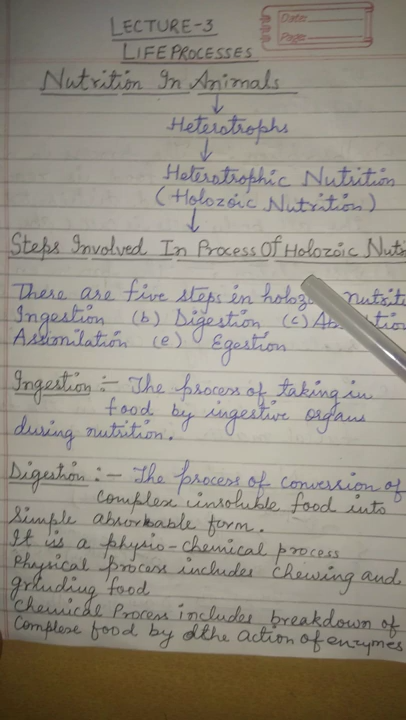 LECTURE-3
Date:
Page:
LIFE PROCESSES
Nutrition In Animals
Heterotrophs
Heterotrophic Nutrition
(Holozoic Nutrition)
Steps Involved In Process Of Holozoic
There are five steps in
Ingestion (b) Digestion (c)
Assimilation (e) Egestion
Ingestion :- The process of taking in
food by ingestive organs
during nutrition.
Digestion :- The process of conversion of
complex insoluble food into
simple absorbable form.
It is a physio-chemical process
Physical process includes chewing and
grinding food
Chemical Process includes breakdown of
complex food by the action of enzymes